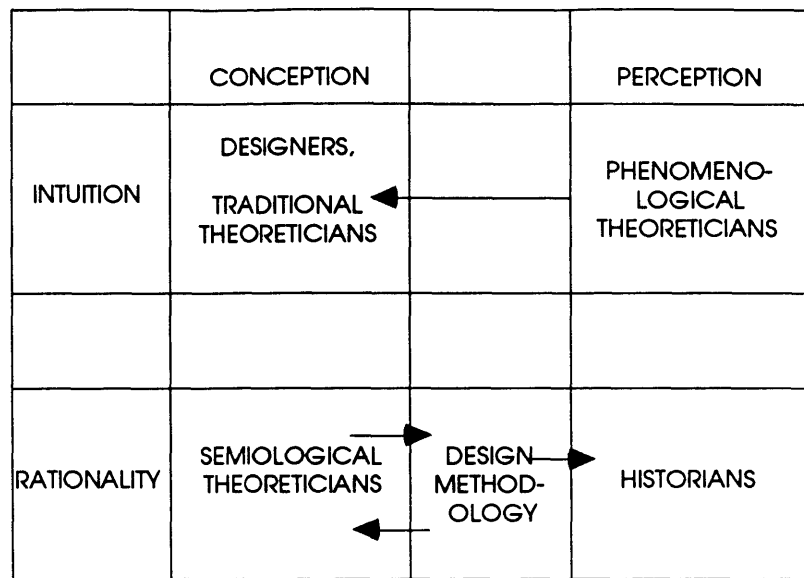 CONCEPTION PERCEPTION
DESIGNERS,
INTUITION
TRADITIONAL
THEORETICIANS
PHENOMENO-
LOGICAL
THEORETICIANS
RATIONALITY
SEMIOLOGICAL
THEORETICIANS
DESIGN
METHOD-
OLOGY
HISTORIANS